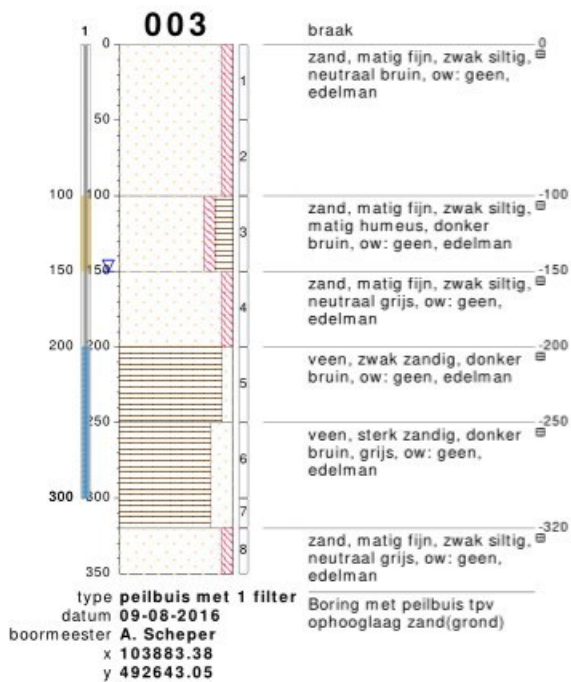 003
1
braak
0
0
zand, matig fijn, zwak siltig,
neutraal bruin, ow: geen,
edelman
1
50
2
100
100
-100
zand, matig fijn, zwak siltig,
matig humeus, donker
bruin, ow: geen, edelman
3
150
150
-150
zand, matig fijn, zwak siltig,
neutraal grijs, ow: geen,
edelman
4
200
200
-200
veen, zwak zandig, donker
bruin, ow: geen, edelman
5
250
-250
veen, sterk zandig, donker
bruin, grijs, ow: geen,
edelman
6
300
300
7
-320
zand, matig fijn, zwak siltig,
neutraal grijs, ow: geen,
edelman
8
350
type peilbuis met 1 filter
datum 09-08-2016
boormeester A. Scheper
x 103883.38
y 492643.05
Boring met peilbuis tpv
ophooglaag zand(grond)